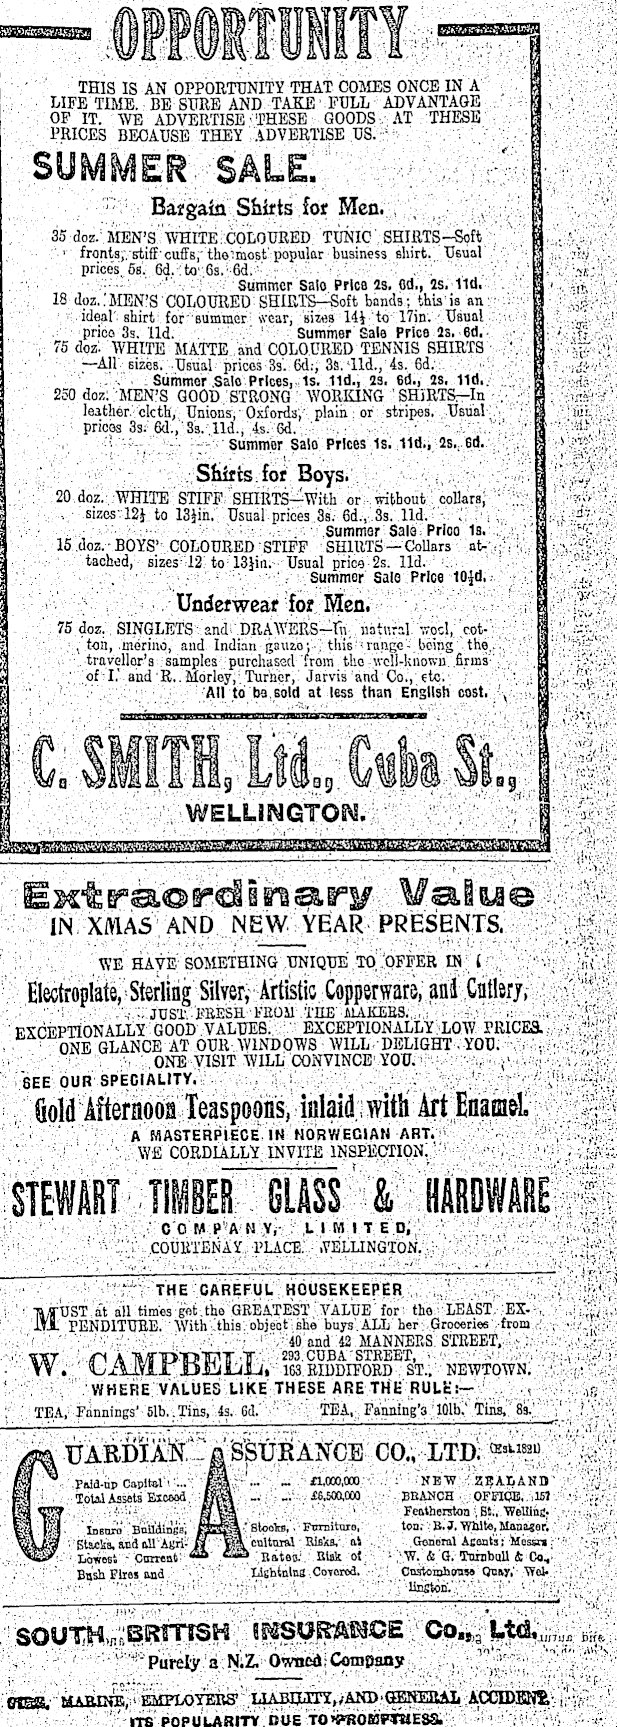 OPPORTUNITY
THIS IS AN OPPORTUNITY THAT COMES ONCE IN A
LIFE TIME. BE SURE AND TAKE FULL ADVANTAGE
OF IT. WE ADVERTISE THESE GOODS AT THESE
PRICES BECAUSE THEY ADVERTISE US.
SUMMER SALE.
Bargain Shirts for Men.
35 doz. MEN'S WHITE COLOURED TUNIC SHIRTS—Soft
fronts, stiff cuffs, the most popular business shirt. Usual
prices 5s. 6d. to 6s. 6d.
Summer Sale Price 2s. 6d., 2s. 11d.
18 doz. MEN'S COLOURED SHIRTS—Soft bands; this is an
ideal shirt for summer wear, sizes 14½ to 17in. Usual
price 3s. 11d. Summer Sale Price 2s. 6d.
75 doz. WHITE MATTE and COLOURED TENNIS SHIRTS
—All sizes. Usual prices 3s. 6d., 3s. 11d., 4s. 6d.
Summer Sale Prices, 1s. 11d., 2s. 6d., 2s. 11d.
250 doz. MEN'S GOOD STRONG WORKING SHIRTS—In
leather cloth, Unions, Oxfords, plain or stripes. Usual
prices 3s. 6d., 3s. 11d., 4s. 6d.
Summer Sale Prices 1s. 11d., 2s. 6d.
Shirts for Boys.
20 doz. WHITE STIFF SHIRTS—With or without collars,
sizes 12½ to 13½in. Usual prices 3s. 6d., 3s. 11d.
Summer Sale Price 1s.
15 doz. BOYS' COLOURED STIFF SHIRTS—Collars at-
tached, sizes 12 to 13½in. Usual price 2s. 11d.
Summer Sale Price 10½d.
Underwear for Men.
75 doz. SINGLETS and DRAWERS—In natural wool, cot-
ton, merino, and Indian gauze; this range being the
traveller's samples purchased from the well-known firms
of I. and R. Morley, Turner, Jarvis and Co., etc.
All to be sold at less than English cost.
C. SMITH, Ltd., Cuba St.,
WELLINGTON.
Extraordinary Value
IN XMAS AND NEW YEAR PRESENTS.
WE HAVE SOMETHING UNIQUE TO OFFER IN
Electroplate, Sterling Silver, Artistic Copperware, and Cutlery,
JUST FRESH FROM THE MAKERS.
EXCEPTIONALLY GOOD VALUES. EXCEPTIONALLY LOW PRICES.
ONE GLANCE AT OUR WINDOWS WILL DELIGHT YOU.
ONE VISIT WILL CONVINCE YOU.
SEE OUR SPECIALITY.
Gold Afternoon Teaspoons, inlaid with Art Enamel.
A MASTERPIECE IN NORWEGIAN ART.
WE CORDIALLY INVITE INSPECTION.
STEWART TIMBER GLASS & HARDWARE
COMPANY, LIMITED,
COURTENAY PLACE WELLINGTON.
THE CAREFUL HOUSEKEEPER
MUST at all times get the GREATEST VALUE for the LEAST EX-
PENDITURE. With this object she buys ALL her Groceries from
W. CAMPBELL, 40 and 42 MANNERS STREET,
293 CUBA STREET,
163 RIDDIFORD ST., NEWTOWN.
WHERE VALUES LIKE THESE ARE THE RULE:—
TEA, Fannings' 5lb. Tins, 4s. 6d. TEA, Fanning's 10lb. Tins, 8s.
GUARDIAN ASSURANCE CO., LTD. (Est. 1821)
Paid-up Capital ... ... ... £1,000,000
Total Assets Exceed ... ... £6,500,000
Insure Buildings, Stocks, Furniture,
Stacks, and all Agri- cultural Risks, at
Lowest Current Rates. Risk of
Bush Fires and Lightning Covered.
NEW ZEALAND
BRANCH OFFICE, 157
Featherston St., Welling-
ton. R. J. White, Manager.
General Agents: Messrs
W. & G. Turnbull & Co.,
Customhouse Quay, Wel-
lington.
SOUTH BRITISH INSURANCE Co., Ltd.
Purely a N.Z. Owned Company
MARINE, EMPLOYERS' LIABILITY, AND GENERAL ACCIDENT.
ITS POPULARITY DUE TO PROMPTNESS.